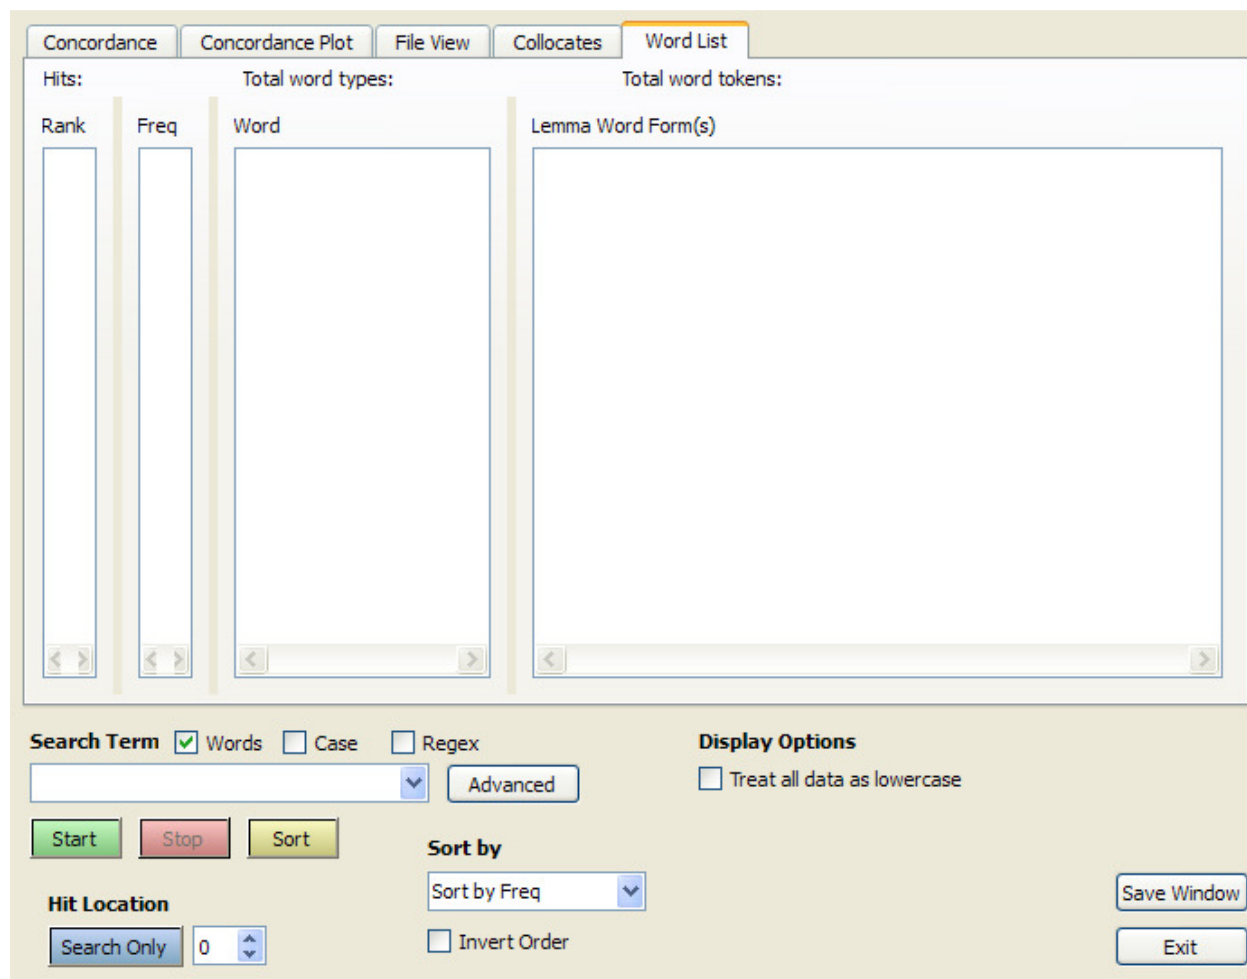 Concordance Concordance Plot File View Collocates Word List
Hits: Total word types: Total word tokens:
Rank Freq Word Lemma Word Form(s)
Search Term Words Case Regex Display Options
Advanced Treat all data as lowercase
Start Stop Sort
Sort by
Sort by Freq Save Window
Hit Location
Search Only 0 Invert Order Exit